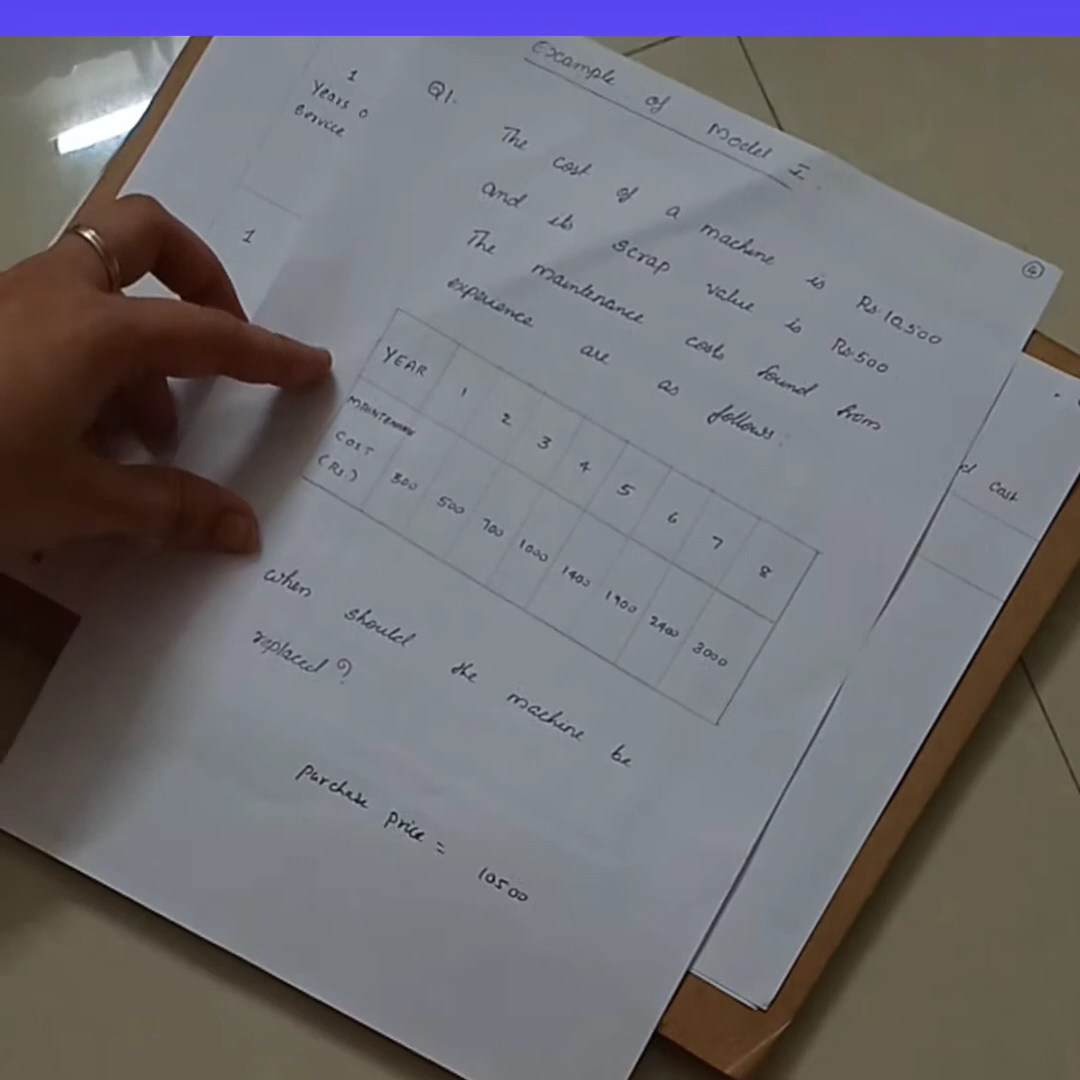 Example of Model I.
4
Q1. The cost of a machine is Rs. 10,500
and its scrap value is Rs. 500
The maintenance costs found from
experience are as follows:
YEAR 1 2 3 4 5 6 7 8
MAINTENANCE COST (Rs.) 300 500 700 1000 1400 1900 2400 3000
when should the machine be
replaced?
purchase price = 10500
1
Years o
Service
1
Cost